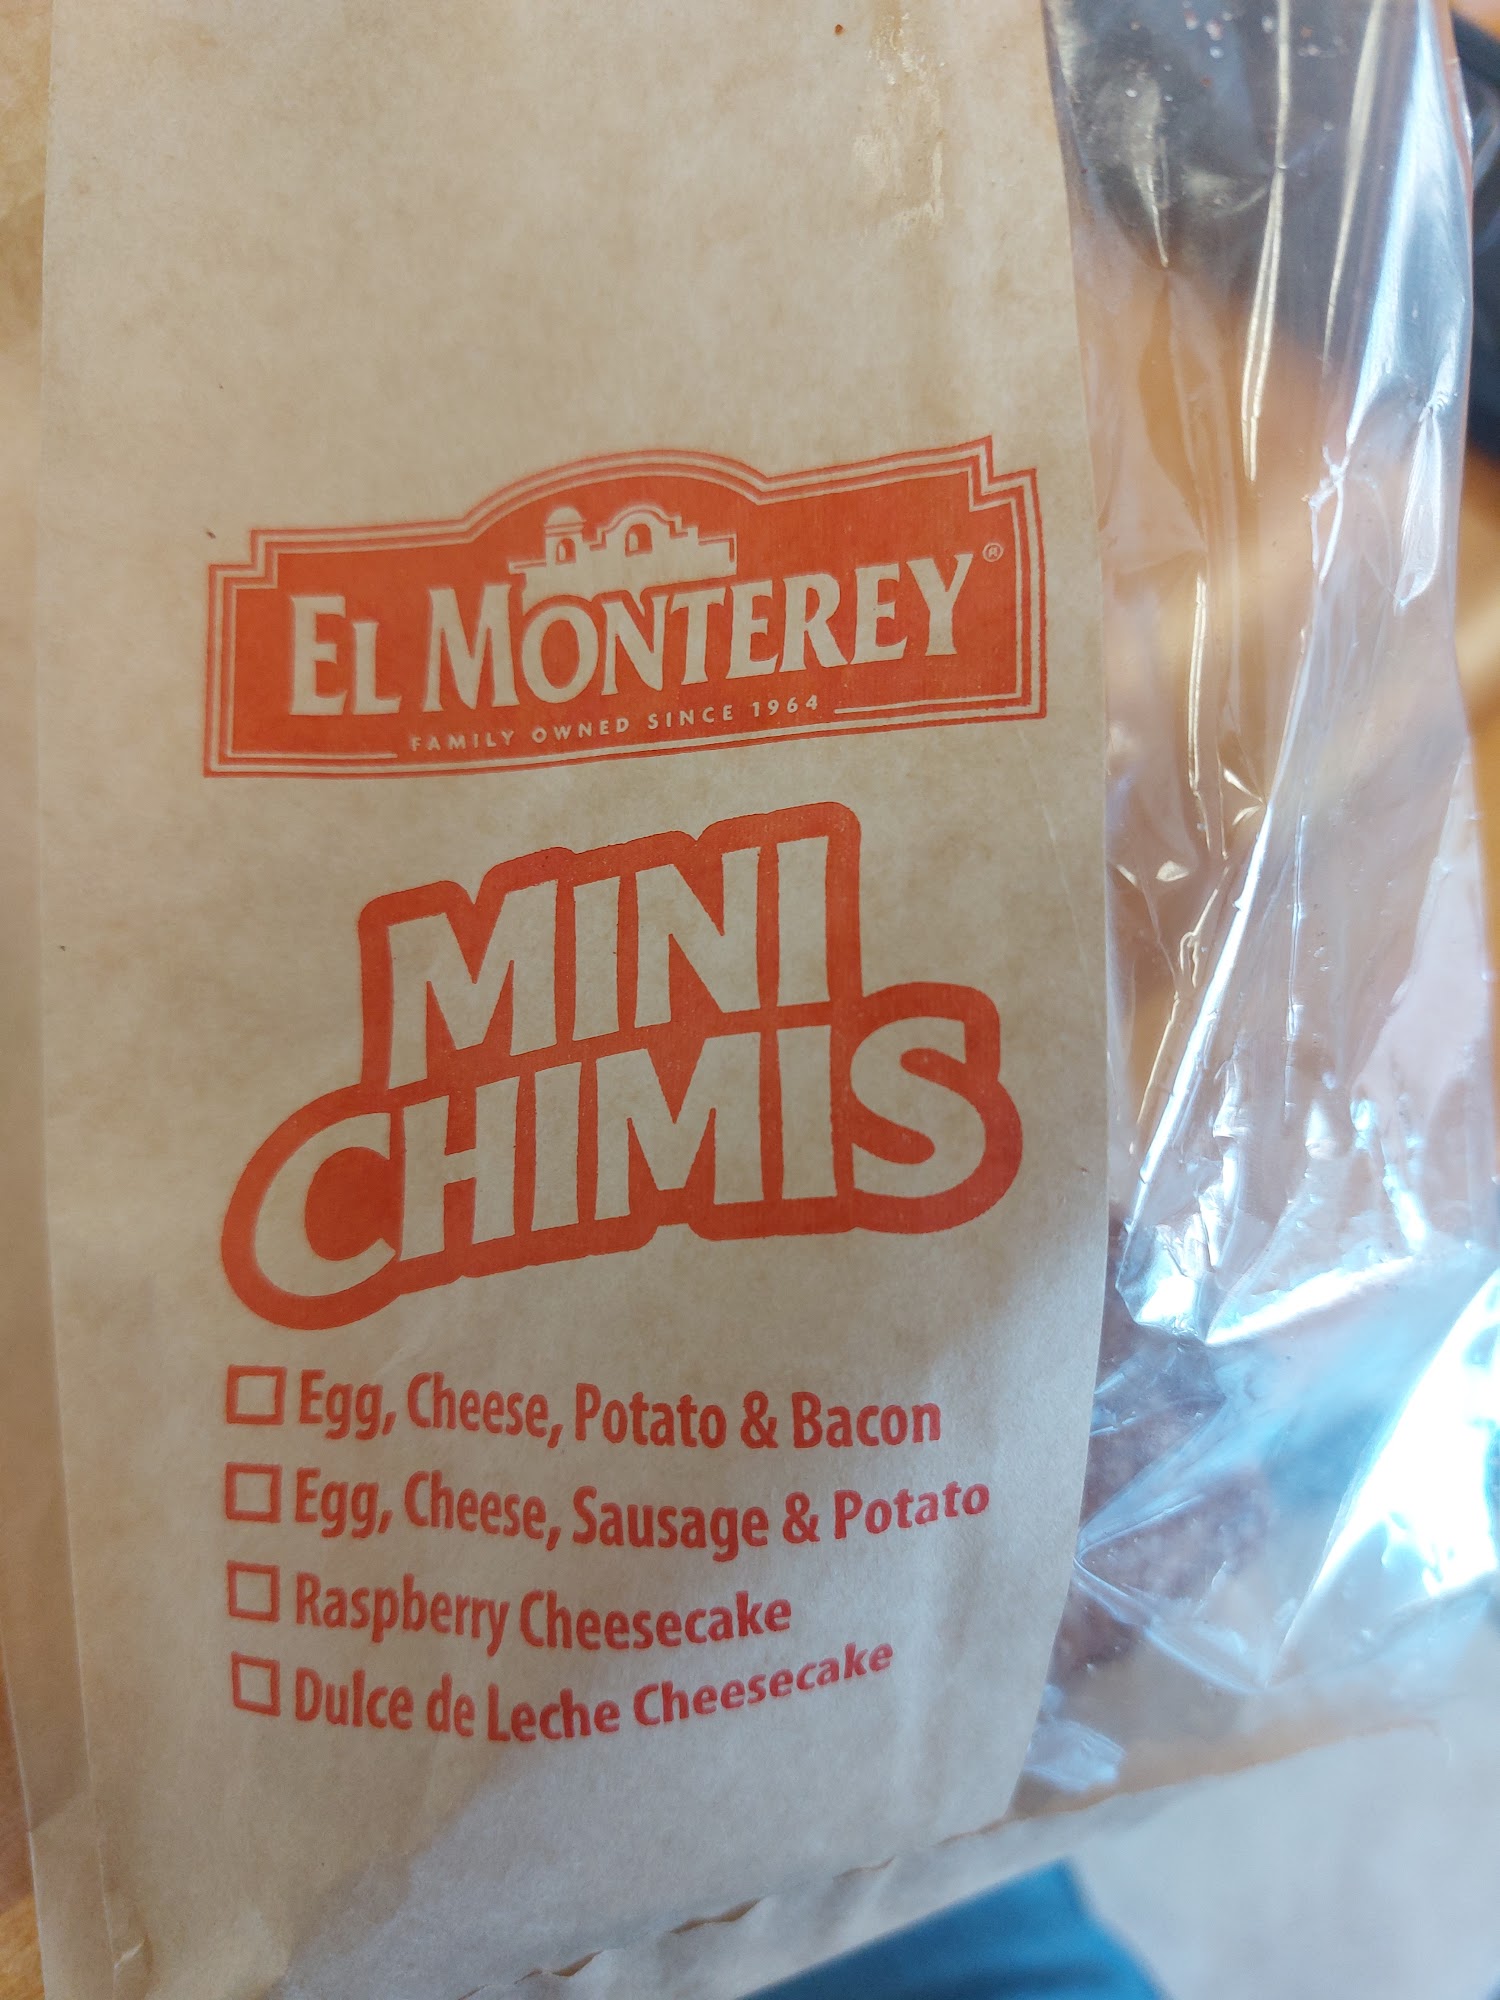 EL MONTEREY®
FAMILY OWNED SINCE 1964
MINI
CHIMIS
☐ Egg, Cheese, Potato & Bacon
☐ Egg, Cheese, Sausage & Potato
☐ Raspberry Cheesecake
☐ Dulce de Leche Cheesecake